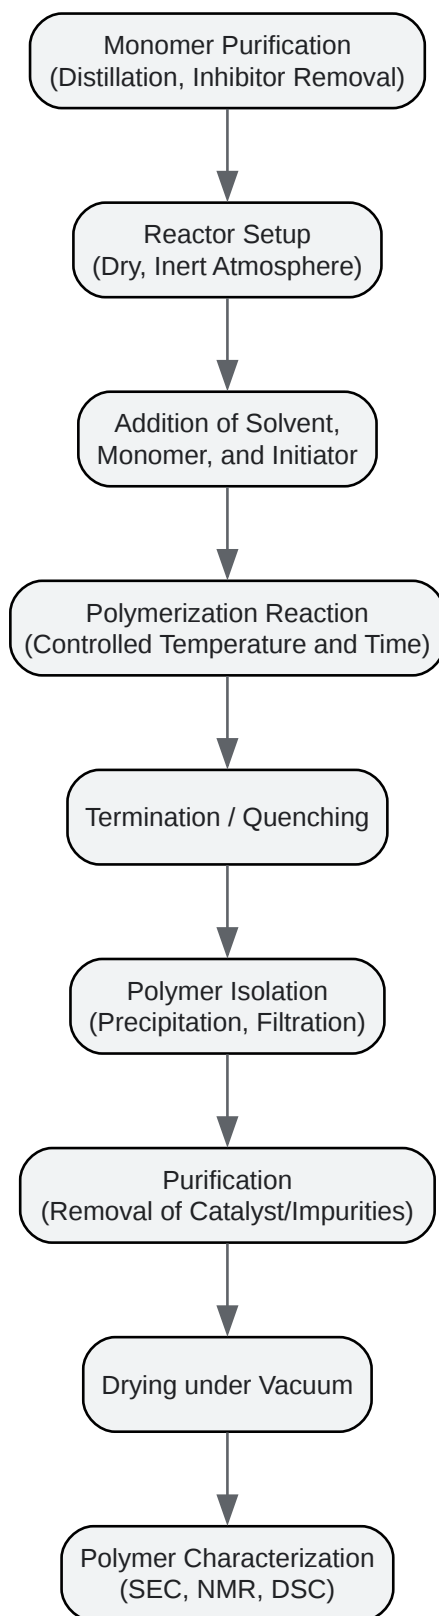 Monomer Purification
(Distillation, Inhibitor Removal)
Reactor Setup
(Dry, Inert Atmosphere)
Addition of Solvent,
Monomer, and Initiator
Polymerization Reaction
(Controlled Temperature and Time)
Termination / Quenching
Polymer Isolation
(Precipitation, Filtration)
Purification
(Removal of Catalyst/Impurities)
Drying under Vacuum
Polymer Characterization
(SEC, NMR, DSC)